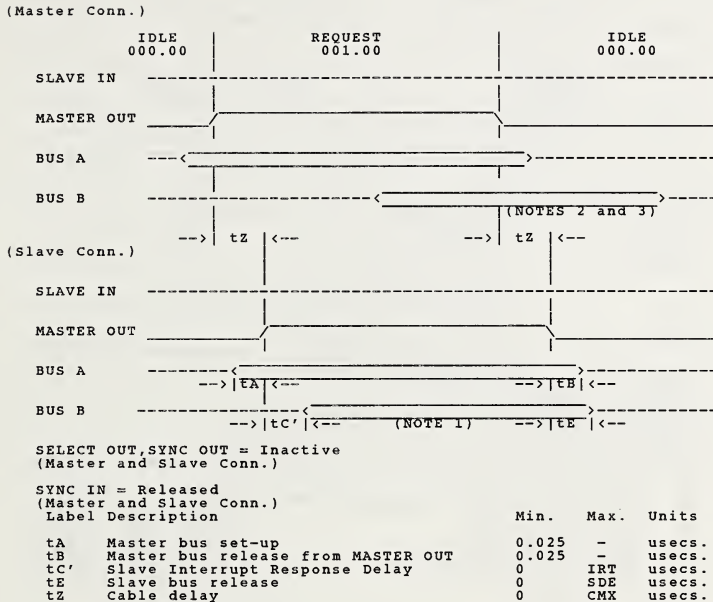 (Master Conn.)
IDLE REQUEST IDLE
000.00 001.00 000.00
SLAVE IN
MASTER OUT
BUS A
BUS B
(NOTES 2 and 3)
-->| tZ |<-- -->| tZ |<--
(Slave Conn.)
SLAVE IN
MASTER OUT
BUS A
-->|tA|<-- -->|tB|<--
BUS B
-->|tC'|<-- (NOTE 1) -->|tE |<--
SELECT OUT,SYNC OUT = Inactive
(Master and Slave Conn.)
SYNC IN = Released
(Master and Slave Conn.)
Label Description Min. Max. Units
tA Master bus set-up 0.025 - usecs.
tB Master bus release from MASTER OUT 0.025 - usecs.
tC' Slave Interrupt Response Delay 0 IRT usecs.
tE Slave bus release 0 SDE usecs.
tZ Cable delay 0 CMX usecs.